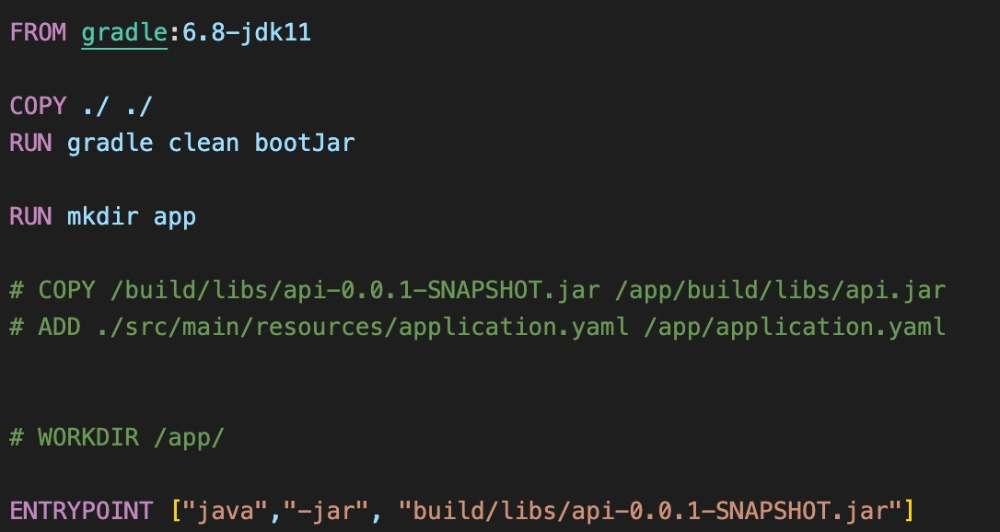 FROM gradle:6.8-jdk11
COPY ./ ./
RUN gradle clean bootJar
RUN mkdir app
# COPY /build/libs/api-0.0.1-SNAPSHOT.jar /app/build/libs/api.jar
# ADD ./src/main/resources/application.yaml /app/application.yaml
# WORKDIR /app/
ENTRYPOINT ["java","-jar", "build/libs/api-0.0.1-SNAPSHOT.jar"]